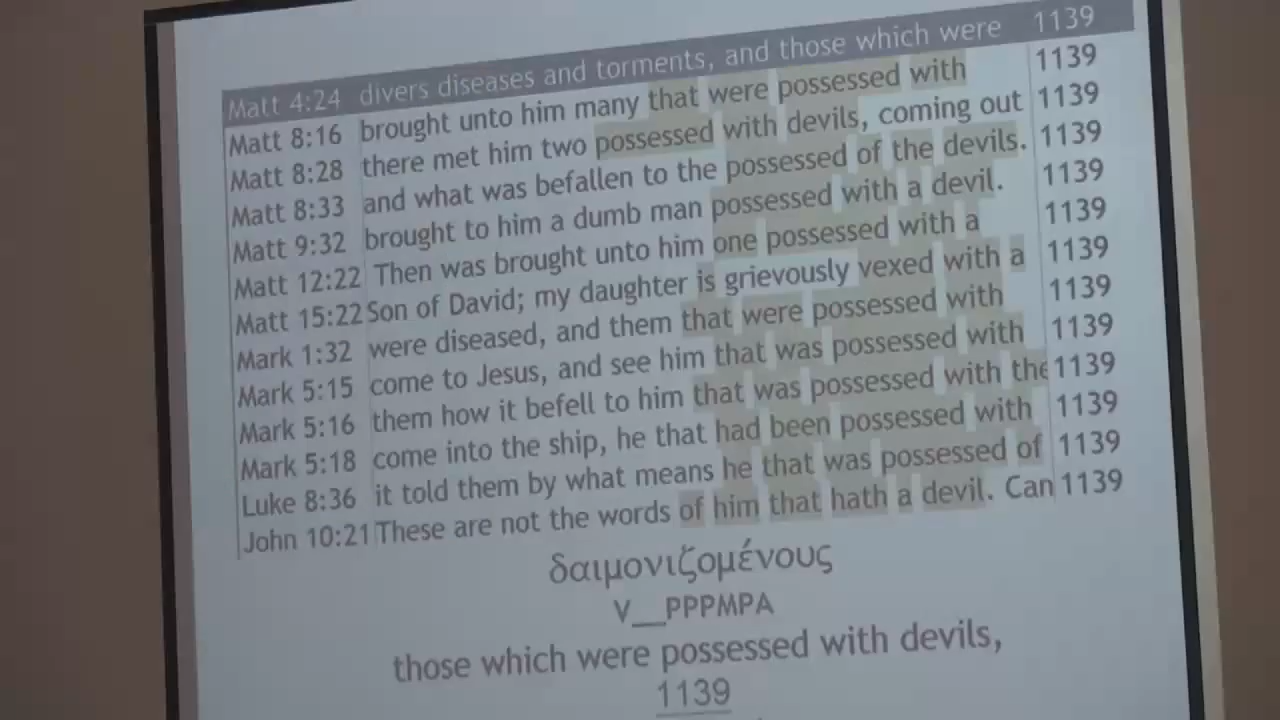 Matt 4:24 divers diseases and torments, and those which were 1139
Matt 8:16 brought unto him many that were possessed with 1139
Matt 8:28 there met him two possessed with devils, coming out 1139
Matt 8:33 and what was befallen to the possessed of the devils. 1139
Matt 9:32 brought to him a dumb man possessed with a devil. 1139
Matt 12:22 Then was brought unto him one possessed with a 1139
Matt 15:22 Son of David; my daughter is grievously vexed with a 1139
Mark 1:32 were diseased, and them that were possessed with 1139
Mark 5:15 come to Jesus, and see him that was possessed with 1139
Mark 5:16 them how it befell to him that was possessed with the 1139
Mark 5:18 come into the ship, he that had been possessed with 1139
Luke 8:36 it told them by what means he that was possessed of 1139
John 10:21 These are not the words of him that hath a devil. Can 1139
δαιμονιζομένους
V__PPPMPA
those which were possessed with devils,
1139